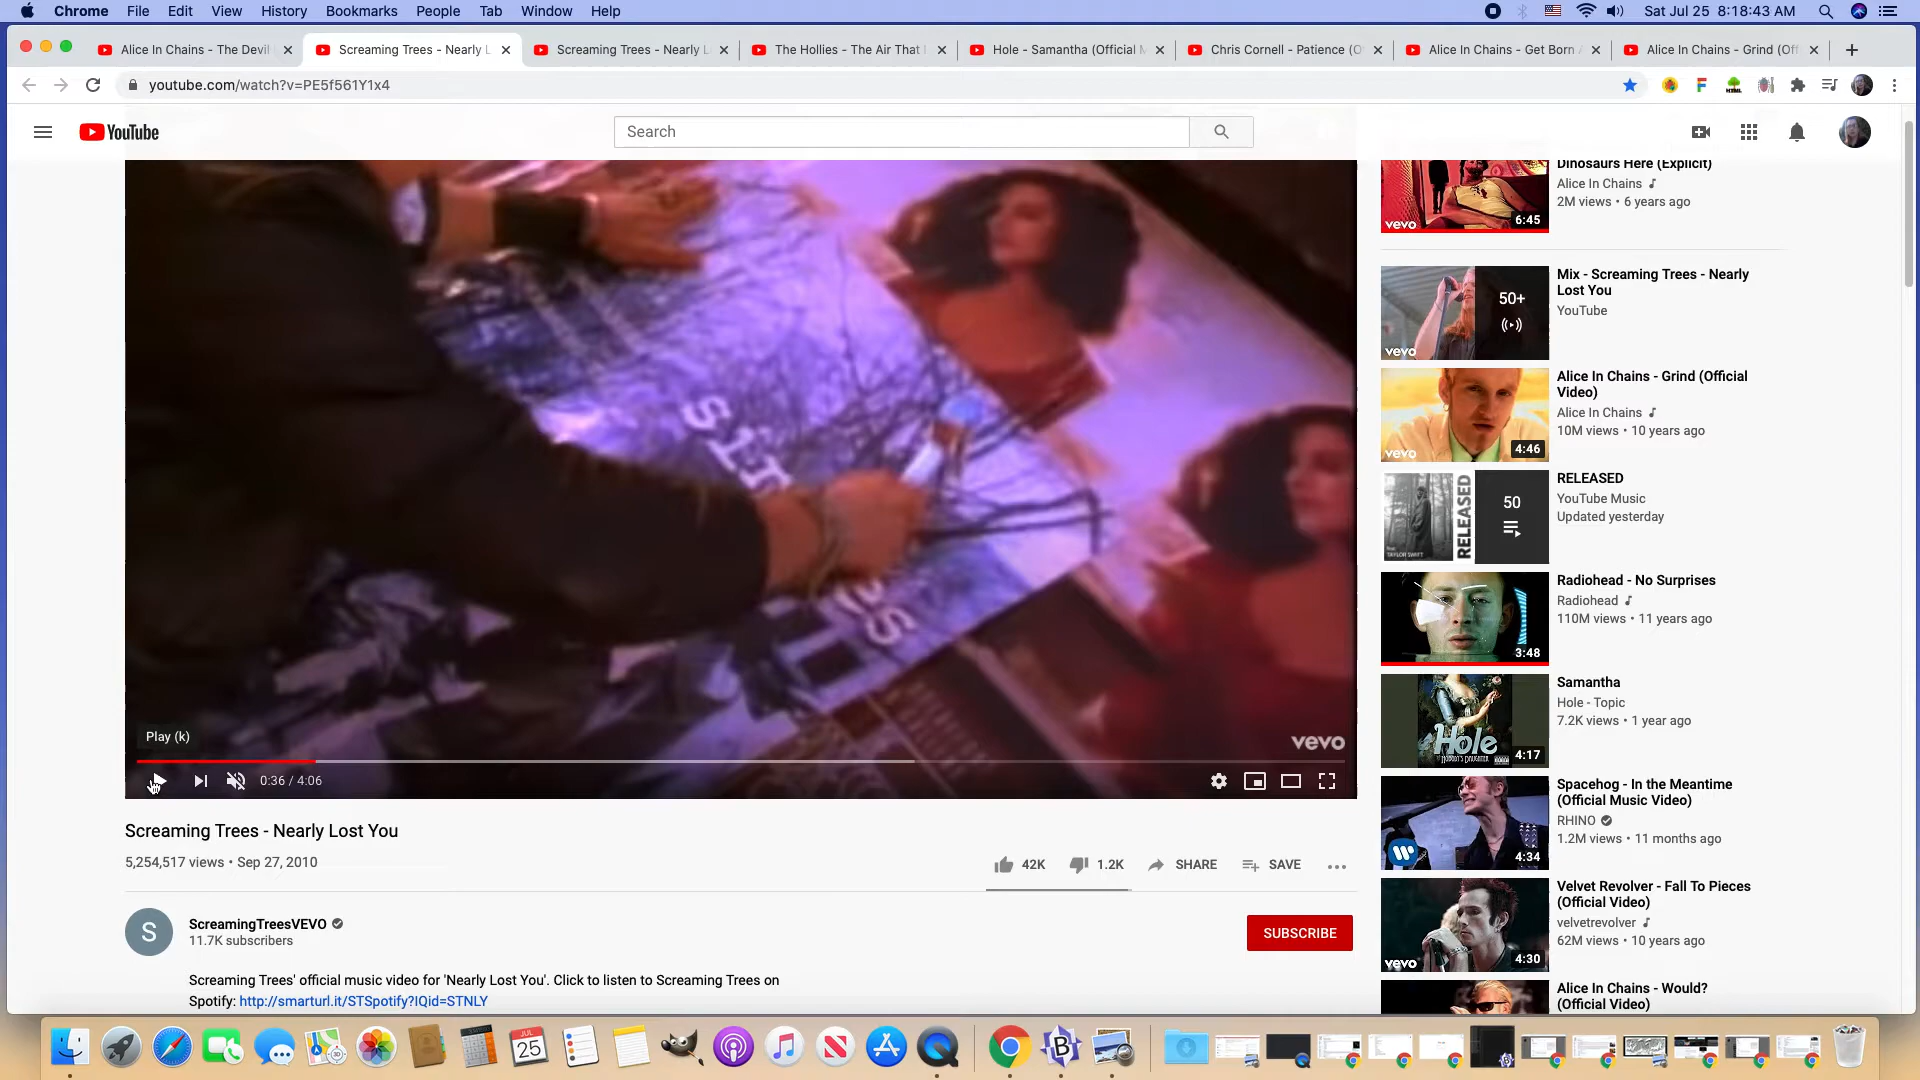 Chrome File Edit View History Bookmarks People Tab Window Help Sat Jul 25 8:18:43 AM
Alice In Chains - The Devil
Screaming Trees - Nearly L
Screaming Trees - Nearly L
The Hollies - The Air That
Hole - Samantha (Official
Chris Cornell - Patience (O
Alice In Chains - Get Born
Alice In Chains - Grind (Off
youtube.com/watch?v=PE5f561Y1x4
YouTube
Search
Dinosaurs Here (Explicit)
Alice In Chains
2M views • 6 years ago
vevo 6:45
Mix - Screaming Trees - Nearly
Lost You
YouTube
50+
vevo
Alice In Chains - Grind (Official
Video)
Alice In Chains
10M views • 10 years ago
vevo 4:46
RELEASED
YouTube Music
Updated yesterday
RELEASED
50
TAYLOR SWIFT
Radiohead - No Surprises
Radiohead
110M views • 11 years ago
3:48
Samantha
Hole - Topic
7.2K views • 1 year ago
Hole
4:17
Spacehog - In the Meantime
(Official Music Video)
RHINO
1.2M views • 11 months ago
4:34
Velvet Revolver - Fall To Pieces
(Official Video)
velvetrevolver
62M views • 10 years ago
vevo 4:30
Alice In Chains - Would?
(Official Video)
Play (k)
vevo
0:36 / 4:06
Screaming Trees - Nearly Lost You
5,254,517 views • Sep 27, 2010
42K 1.2K SHARE SAVE
S
ScreamingTreesVEVO
11.7K subscribers
SUBSCRIBE
Screaming Trees' official music video for 'Nearly Lost You'. Click to listen to Screaming Trees on
Spotify: http://smarturl.it/STSpotify?IQid=STNLY
JUL
25